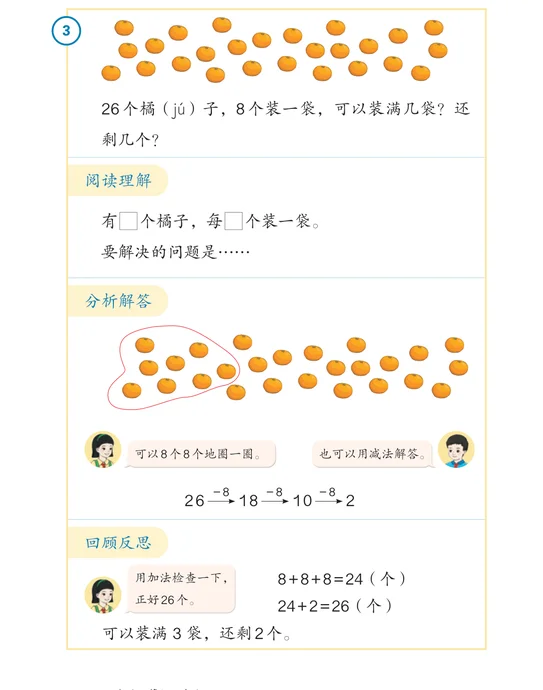 3
26个橘(jú)子，8个装一袋，可以装满几袋？还
剩几个？
阅读理解
有□个橘子，每□个装一袋。
要解决的问题是……
分析解答
可以8个8个地圈一圈。
也可以用减法解答。
-8 -8 -8
26→18→10→2
回顾反思
用加法检查一下，
正好26个。
8+8+8=24（个）
24+2=26（个）
可以装满3袋，还剩2个。